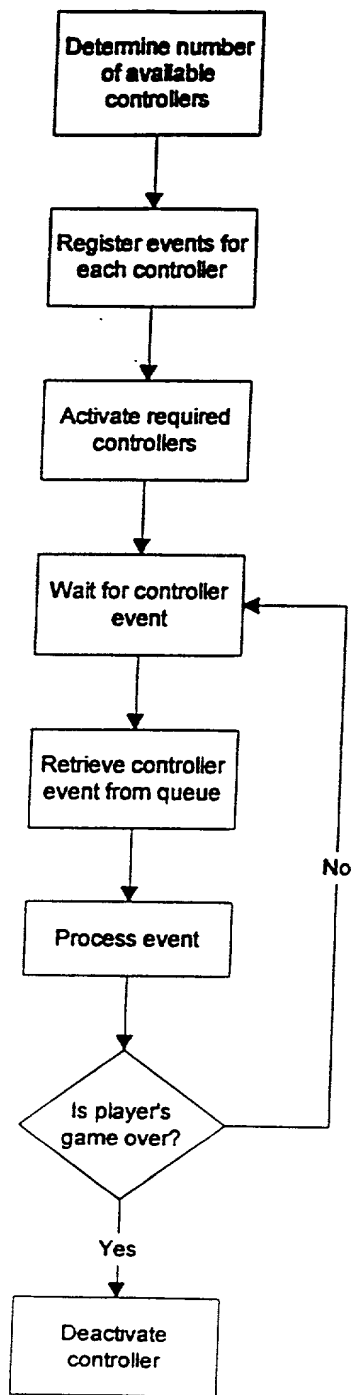 Determine number
of available
controllers
Register events for
each controller
Activate required
controllers
Wait for controller
event
Retrieve controller
event from queue
No
Process event
Is player's
game over?
Yes
Deactivate
controller